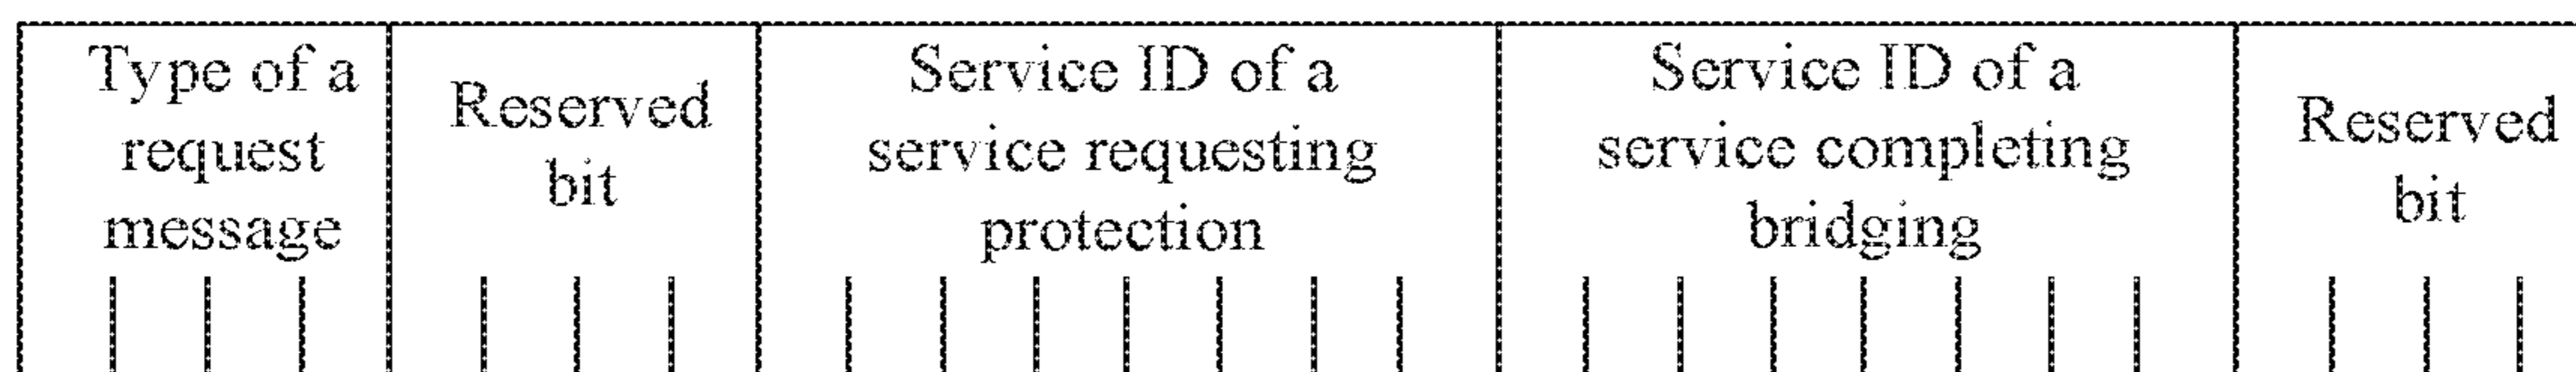 Type of a
request
message
Reserved
bit
Service ID of a
service requesting
protection
Service ID of a
service completing
bridging
Reserved
bit